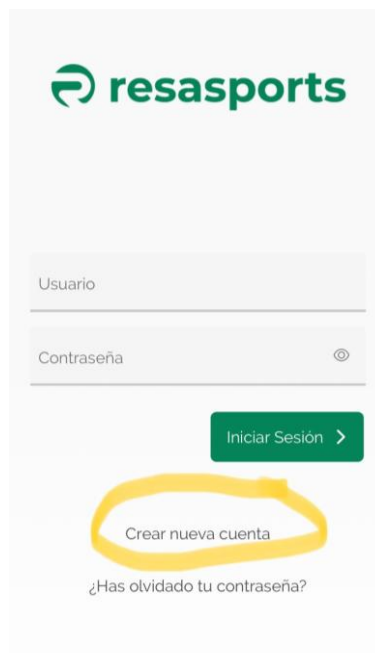 resasports
Usuario
Contraseña
Iniciar Sesión
Crear nueva cuenta
¿Has olvidado tu contraseña?